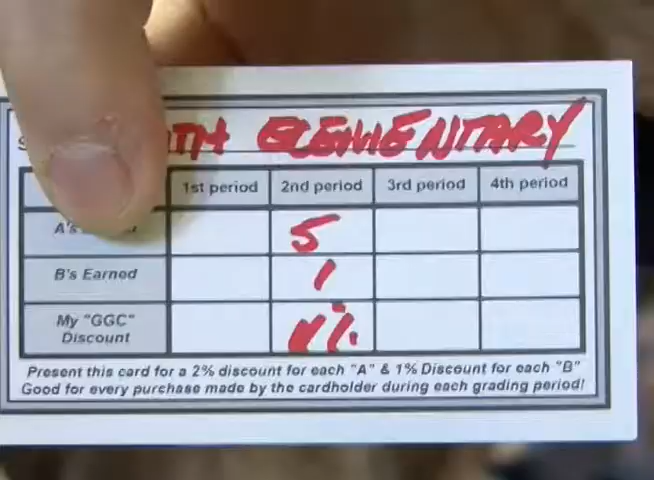 ELEMENTARY
1st period 2nd period 3rd period 4th period
A's 5
B's Earned 1
My "GGC" Discount 11%
Present this card for a 2% discount for each "A" & 1% Discount for each "B"
Good for every purchase made by the cardholder during each grading period!